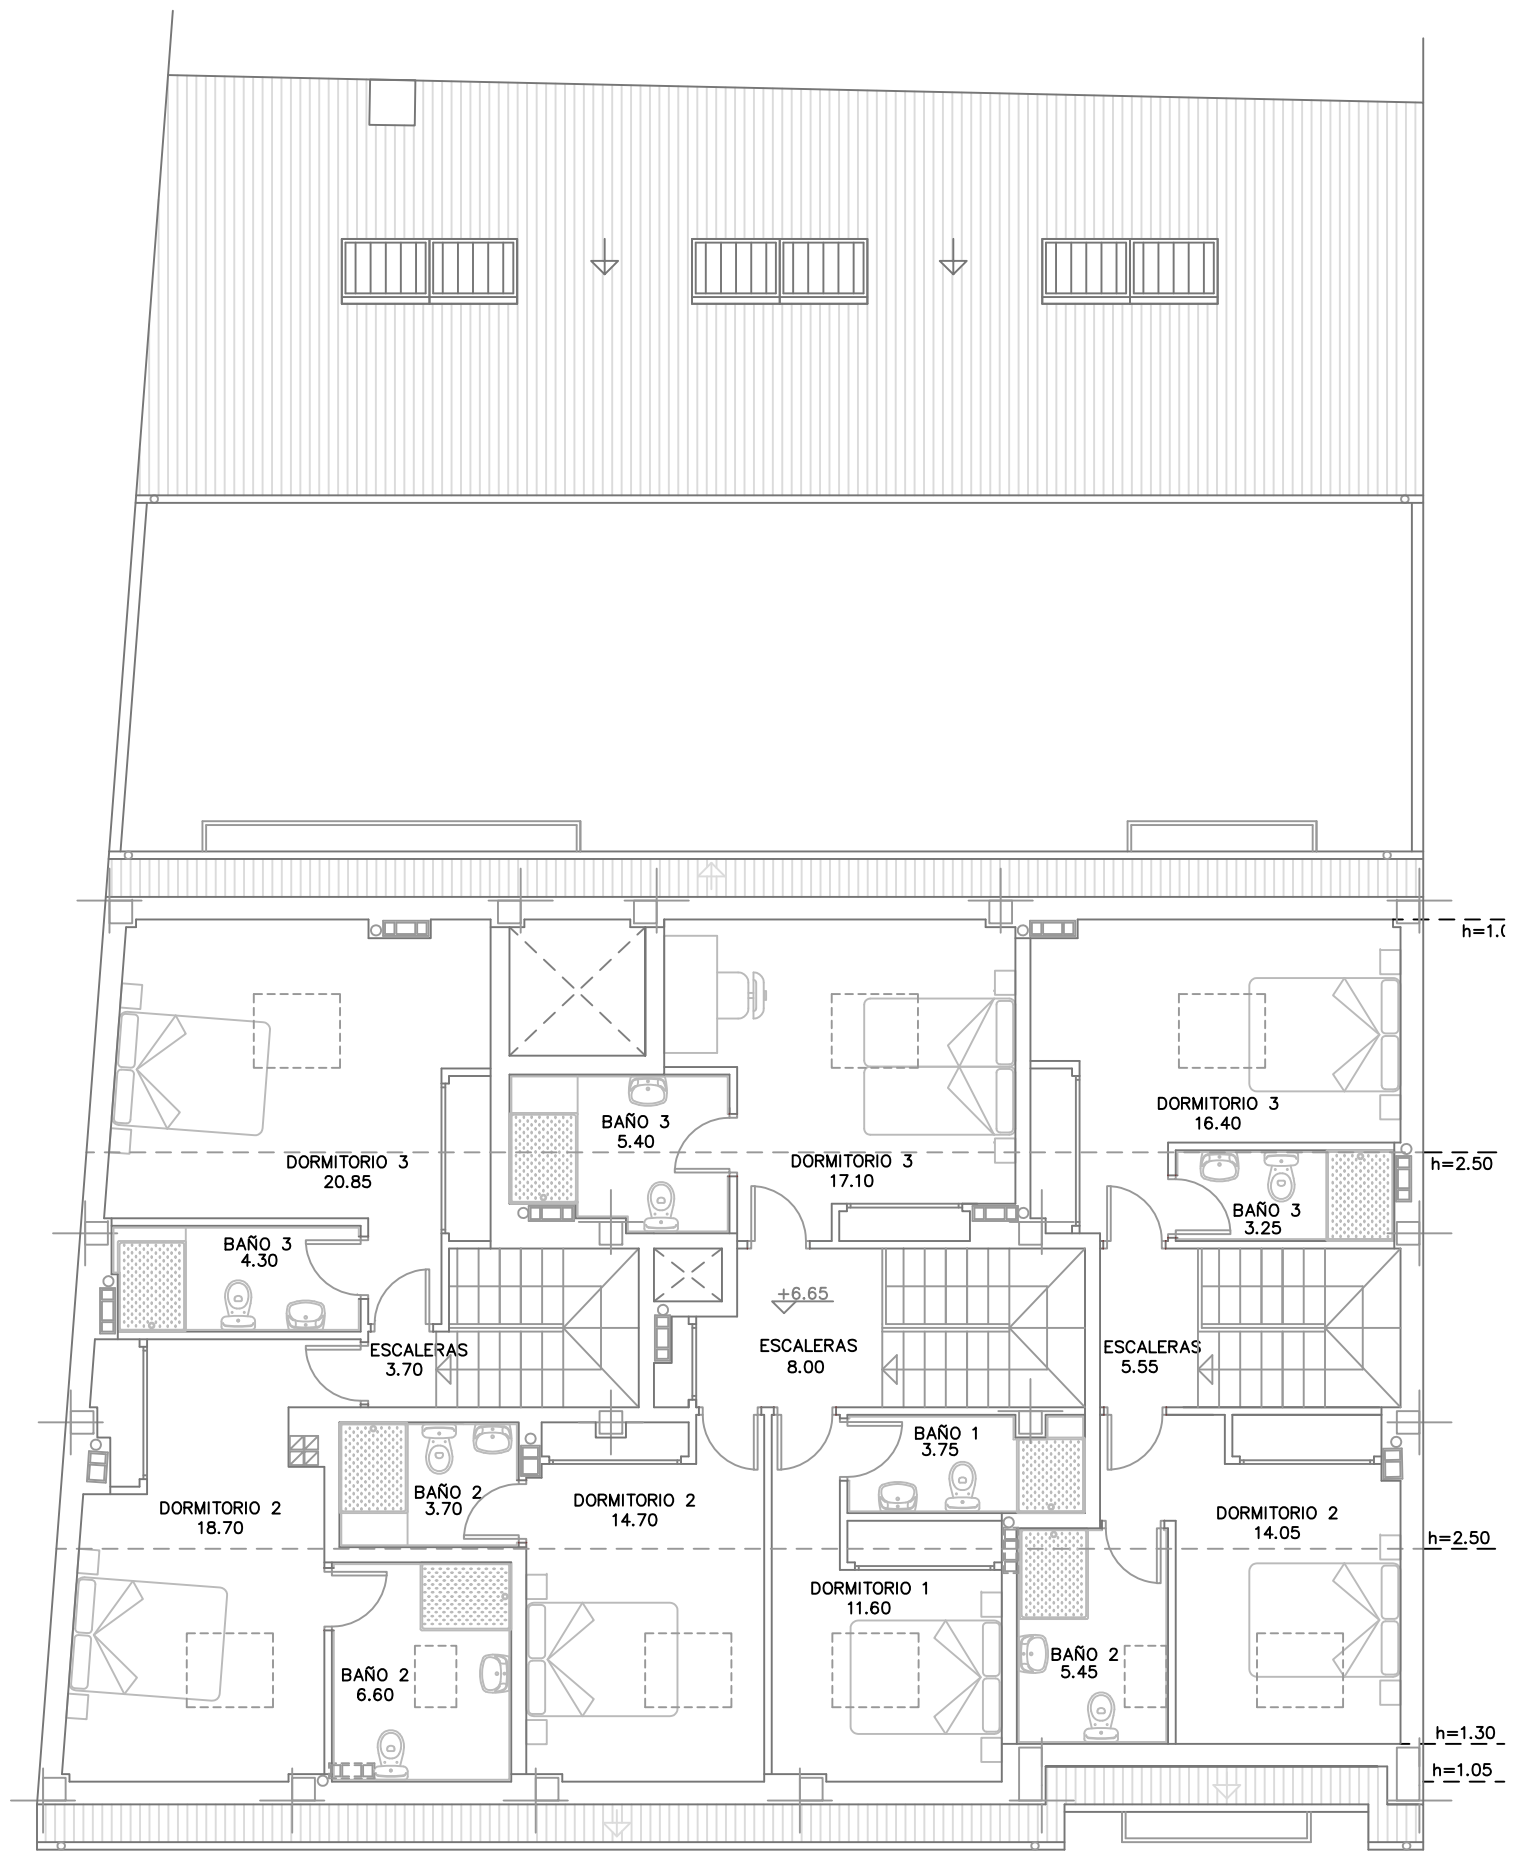 h=1.0
DORMITORIO 3
16.40
BAÑO 3
5.40
DORMITORIO 3
20.85
DORMITORIO 3
17.10
h=2.50
BAÑO 3
3.25
BAÑO 3
4.30
+6.65
ESCALERAS
3.70
ESCALERAS
8.00
ESCALERAS
5.55
BAÑO 1
3.75
BAÑO 2
3.70
DORMITORIO 2
18.70
DORMITORIO 2
14.70
DORMITORIO 2
14.05
h=2.50
DORMITORIO 1
11.60
BAÑO 2
6.60
BAÑO 2
5.45
h=1.30
h=1.05